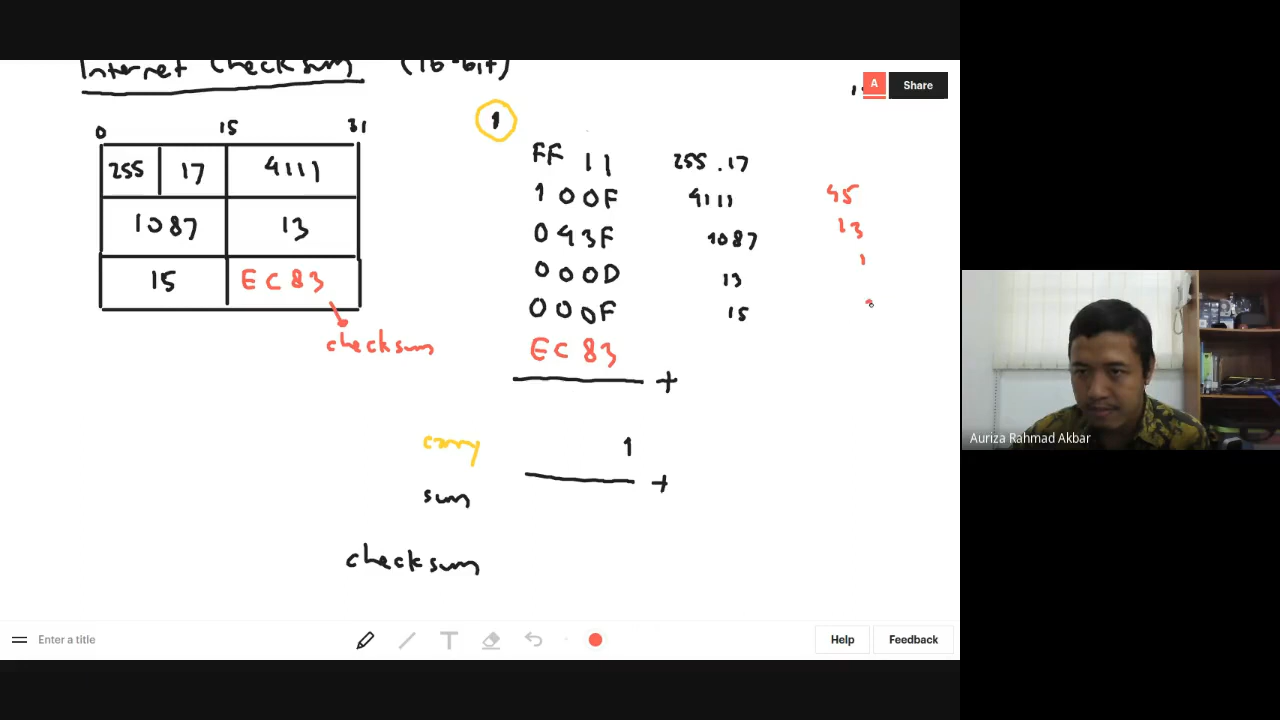 Internet Checksum (16-bit)
A Share
0 15 31
255 17 4111
1087 13
15 EC83
checksum
1
FF 11 255.17
100F 4111 45
043F 1087 13
000D 13 1
000F 15
EC83
+
carry 1
+
sum
checksum
Auriza Rahmad Akbar
Enter a title
T
Help
Feedback